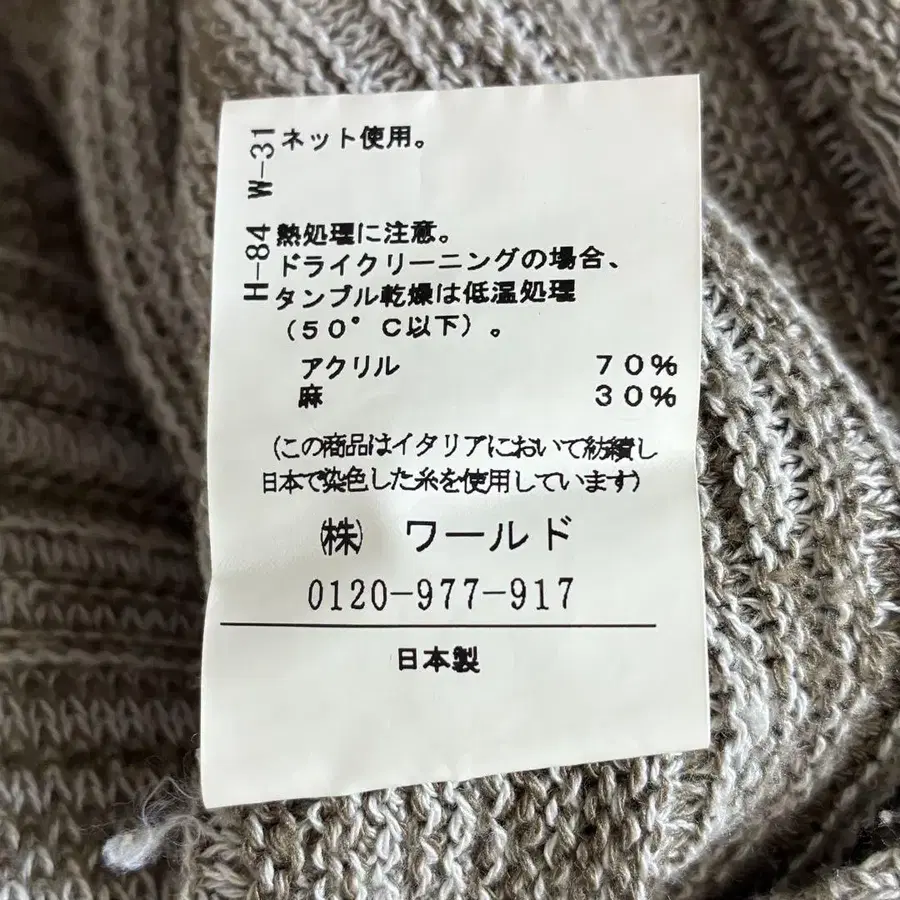 W-31
ネット使用。
H-84
熱処理に注意。
ドライクリーニングの場合、
タンブル乾燥は低温処理
(50°C以下)。
アクリル 70%
麻 30%
(この商品はイタリアにおいて紡績し
日本で染色した糸を使用しています)
㈱ ワールド
0120-977-917
日本製